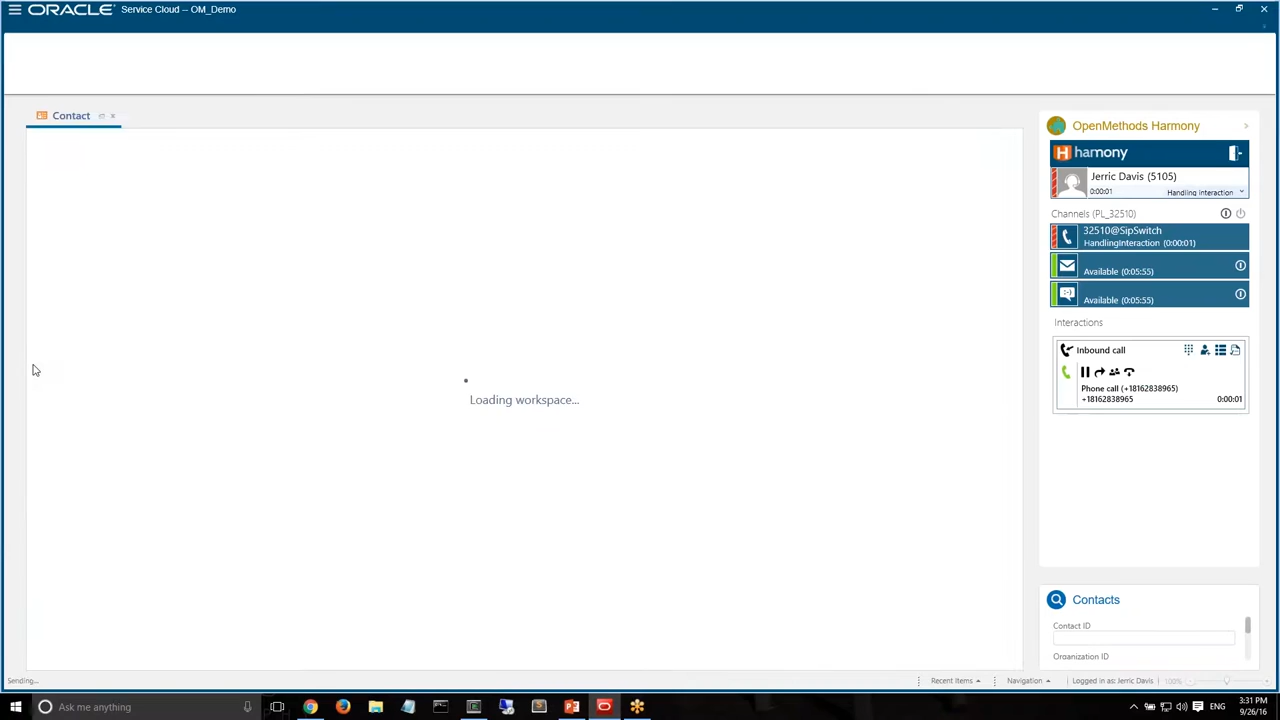 ORACLE Service Cloud – OM_Demo
Contact
OpenMethods Harmony
harmony
Jerric Davis (5105)
0:00:01 Handling interaction
Channels (PL_32510)
32510@SipSwitch
HandlingInteraction (0:00:01)
Available (0:05:55)
Available (0:05:55)
Interactions
Inbound call
Phone call (+18162838965)
+18162838965 0:00:01
Loading workspace...
Contacts
Contact ID
Organization ID
Sending... Recent Items Navigation Logged in as: Jerric Davis 100%
Ask me anything
ENG
3:31 PM
9/26/16